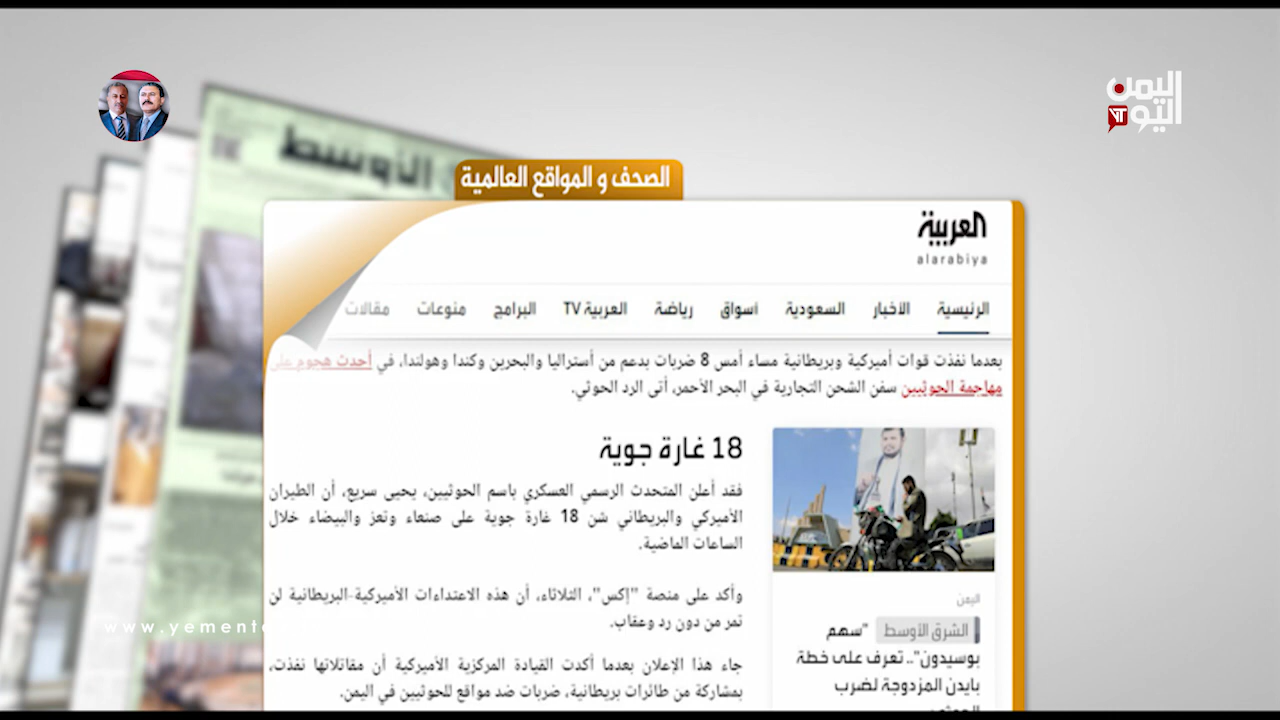 اليمن
اليوم
الأوسط
الصحف و المواقع العالمية
العربية
alarabiya
الرئيسية الأخبار السعودية أسواق رياضة العربية TV البرامج منوعات مقالات
بعدما نفذت قوات أميركية وبريطانية مساء أمس 8 ضربات بدعم من أستراليا والبحرين وكندا وهولندا، في أحدث هجوم على
مهاجمة الحوثيين سفن الشحن التجارية في البحر الأحمر، أتى الرد الحوثي.
18 غارة جوية
فقد أعلن المتحدث الرسمي العسكري باسم الحوثيين، يحيى سريع، أن الطيران
الأميركي والبريطاني شن 18 غارة جوية على صنعاء وتعز والبيضاء خلال
الساعات الماضية.
وأكد على منصة "إكس"، الثلاثاء، أن هذه الاعتداءات الأميركية-البريطانية لن
تمر من دون رد وعقاب.
جاء هذا الإعلان بعدما أكدت القيادة المركزية الأميركية أن مقاتلاتها نفذت،
بمشاركة من طائرات بريطانية، ضربات ضد مواقع للحوثيين في اليمن.
اليمن
الشرق الأوسط "سهم
بوسيدون".. تعرف على خطة
بايدن المزدوجة لضرب
www.yemen